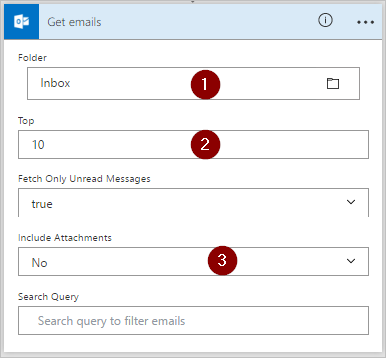 Get emails
Folder
Inbox
1
Top
10
2
Fetch Only Unread Messages
true
Include Attachments
No
3
Search Query
Search query to filter emails